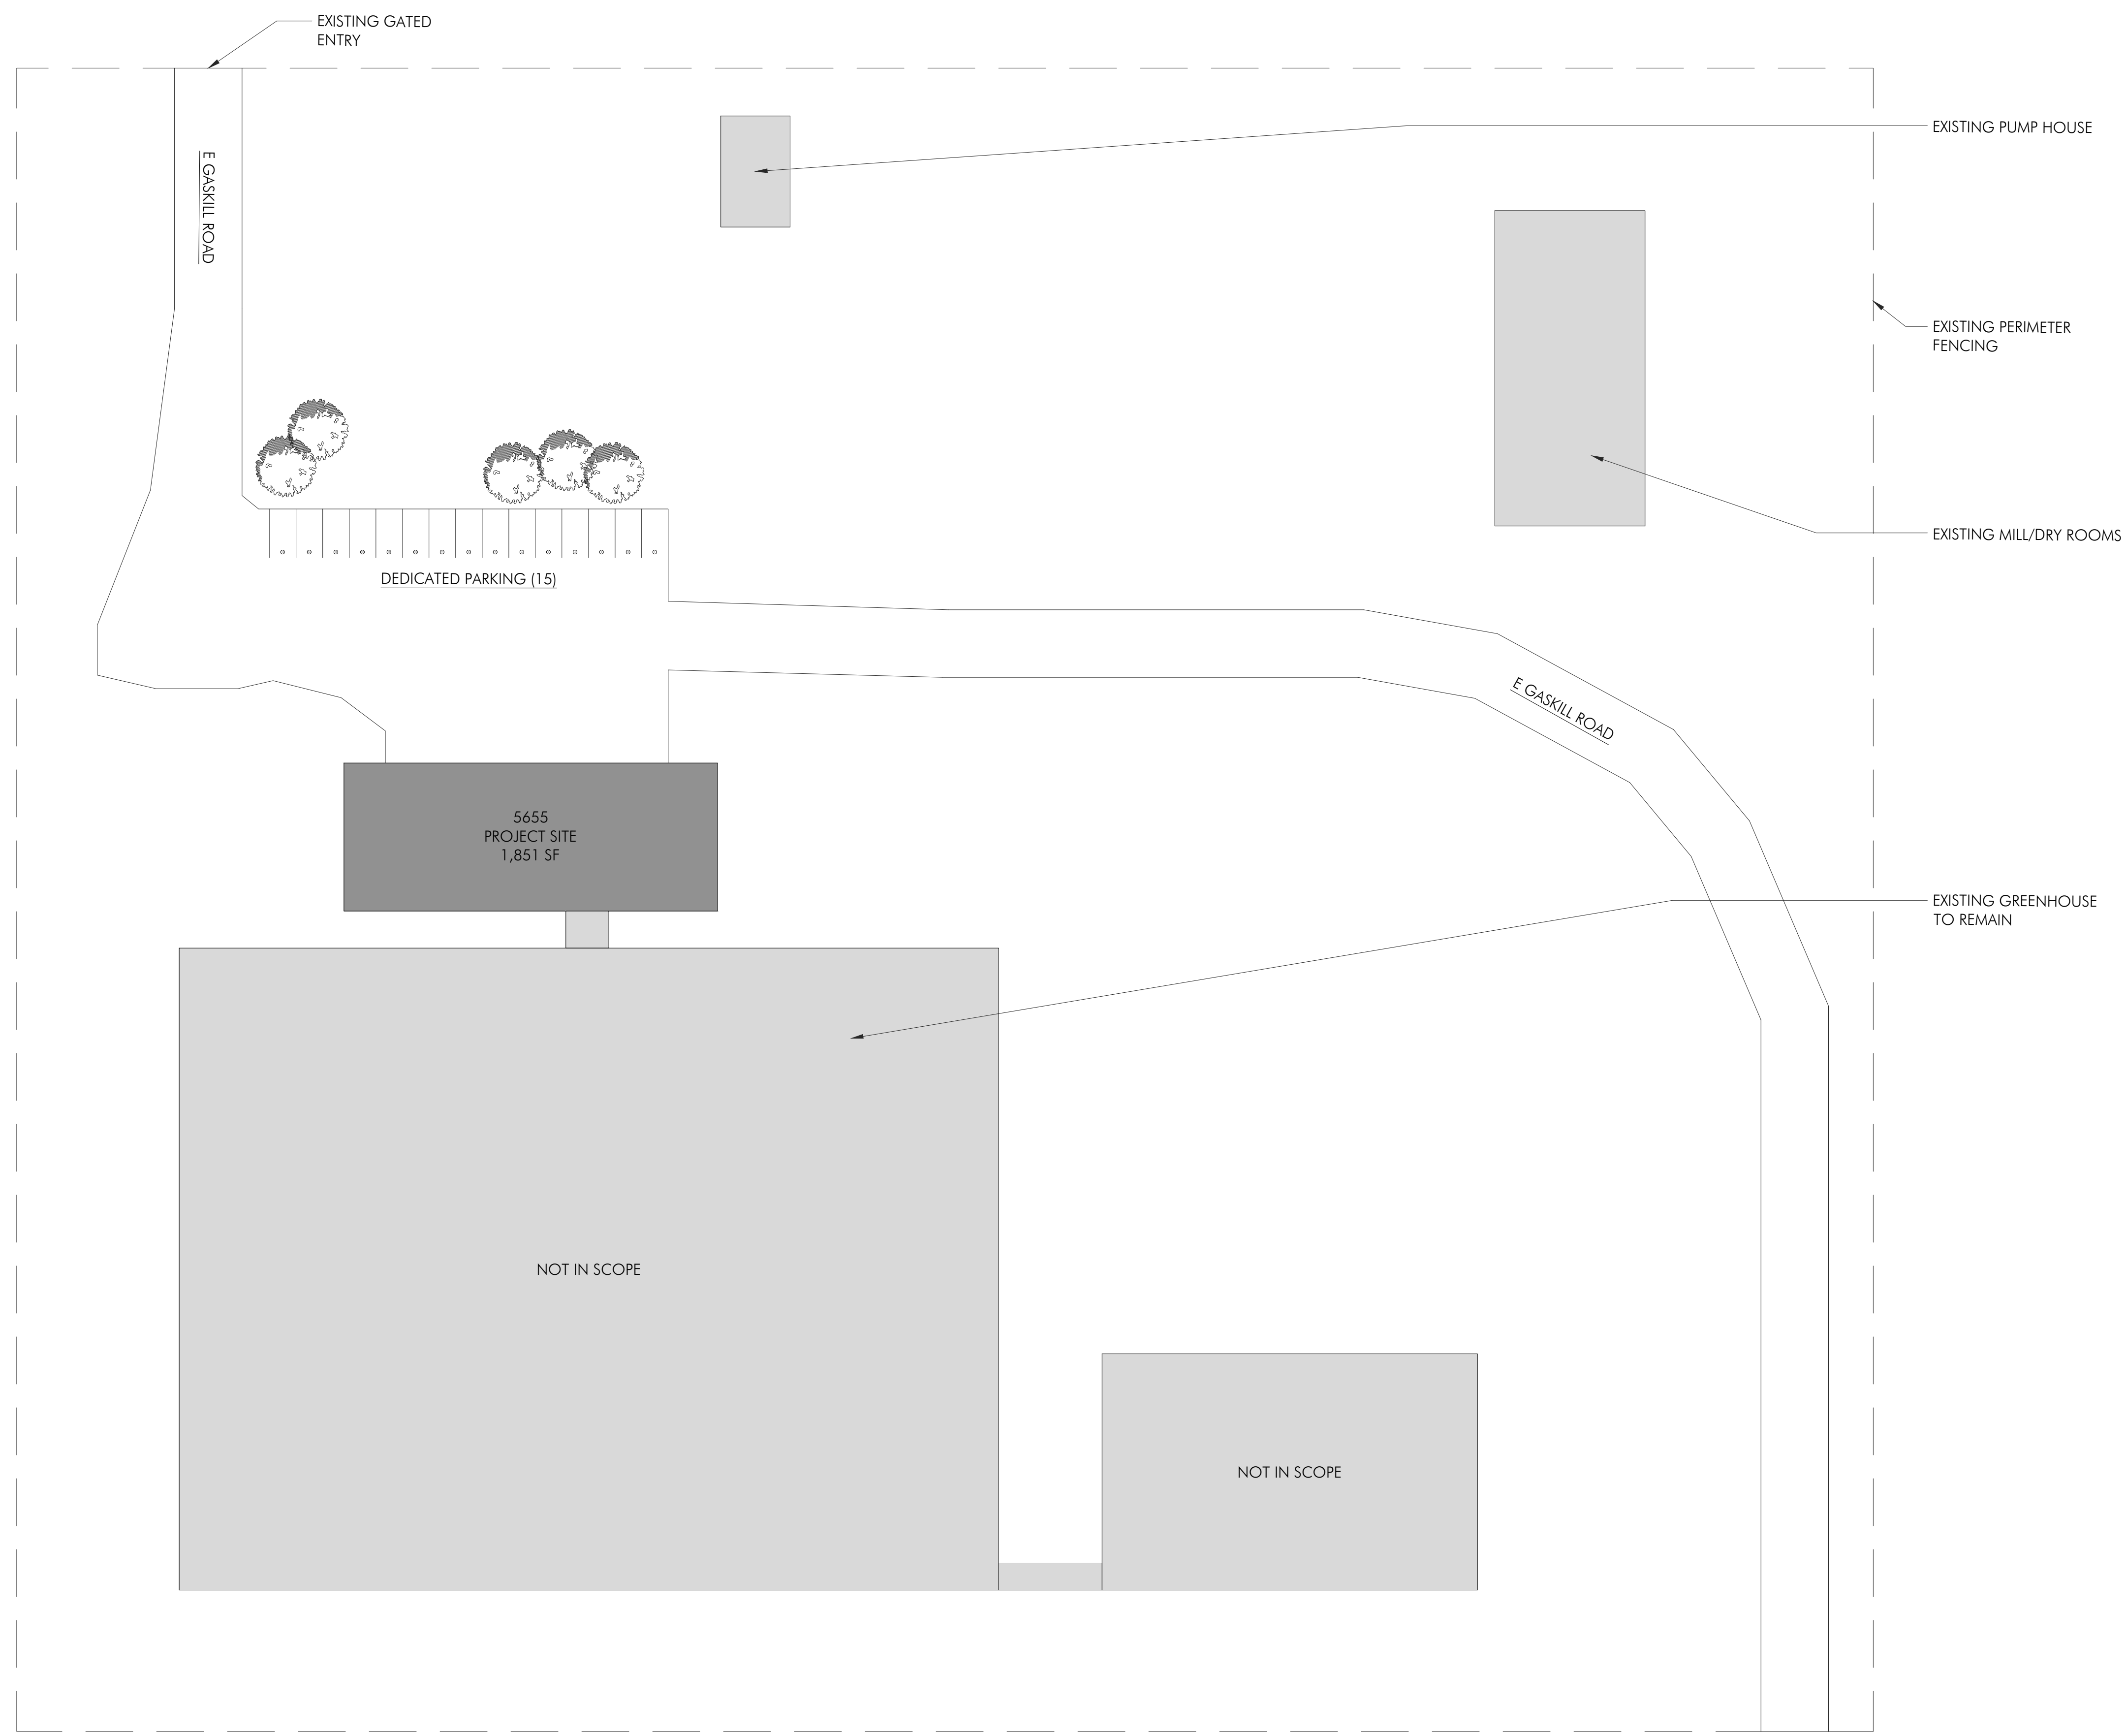 EXISTING GATED
ENTRY
EXISTING PUMP HOUSE
E GASKILL ROAD
EXISTING PERIMETER
FENCING
EXISTING MILL/DRY ROOMS
DEDICATED PARKING (15)
E GASKILL ROAD
5655
PROJECT SITE
1,851 SF
EXISTING GREENHOUSE
TO REMAIN
NOT IN SCOPE
NOT IN SCOPE